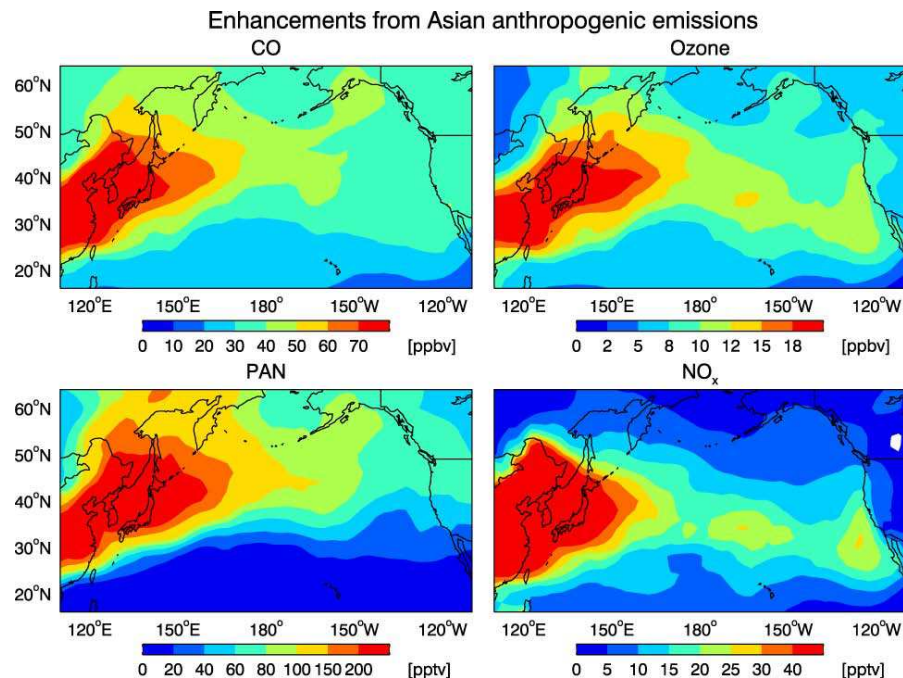 Enhancements from Asian anthropogenic emissions
CO
Ozone
60°N
50°N
40°N
30°N
20°N
120°E 150°E 180° 150°W 120°W
120°E 150°E 180° 150°W 120°W
0 10 20 30 40 50 60 70 [ppbv]
0 2 5 8 10 12 15 18 [ppbv]
PAN
NOx
60°N
50°N
40°N
30°N
20°N
120°E 150°E 180° 150°W 120°W
120°E 150°E 180° 150°W 120°W
0 20 40 60 80 100 150 200 [pptv]
0 5 10 15 20 25 30 40 [pptv]